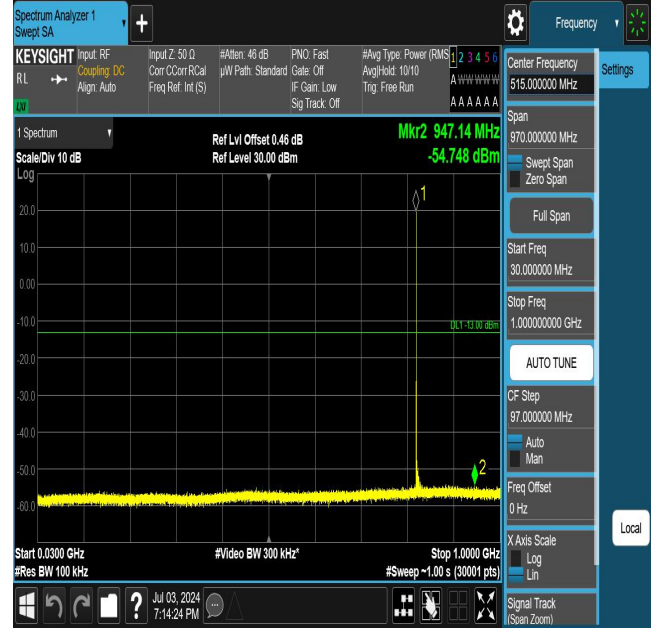 Spectrum Analyzer 1
Swept SA
+
Frequency
KEYSIGHT
RL
LXI
Input: RF
Coupling: DC
Align: Auto
Input Z: 50 Ω
Corr CCorr RCal
Freq Ref: Int (S)
#Atten: 46 dB
µW Path: Standard
PNO: Fast
Gate: Off
IF Gain: Low
Sig Track: Off
#Avg Type: Power (RMS
Avg|Hold: 10/10
Trig: Free Run
1 2 3 4 5 6
A W W W W W
A A A A A A
1 Spectrum
Scale/Div 10 dB
Log
Ref Lvl Offset 0.46 dB
Ref Level 30.00 dBm
Mkr2 947.14 MHz
-54.748 dBm
1
20.0
10.0
0.00
-10.0
DL1 -13.00 dBm
-20.0
-30.0
-40.0
-50.0
2
-60.0
Start 0.0300 GHz
#Video BW 300 kHz*
Stop 1.0000 GHz
#Res BW 100 kHz
#Sweep ~1.00 s (30001 pts)
Center Frequency
515.000000 MHz
Settings
Span
970.000000 MHz
Swept Span
Zero Span
Full Span
Start Freq
30.000000 MHz
Stop Freq
1.000000000 GHz
AUTO TUNE
CF Step
97.000000 MHz
Auto
Man
Freq Offset
0 Hz
X Axis Scale
Log
Lin
Local
Signal Track
(Span Zoom)
?
Jul 03, 2024
7:14:24 PM